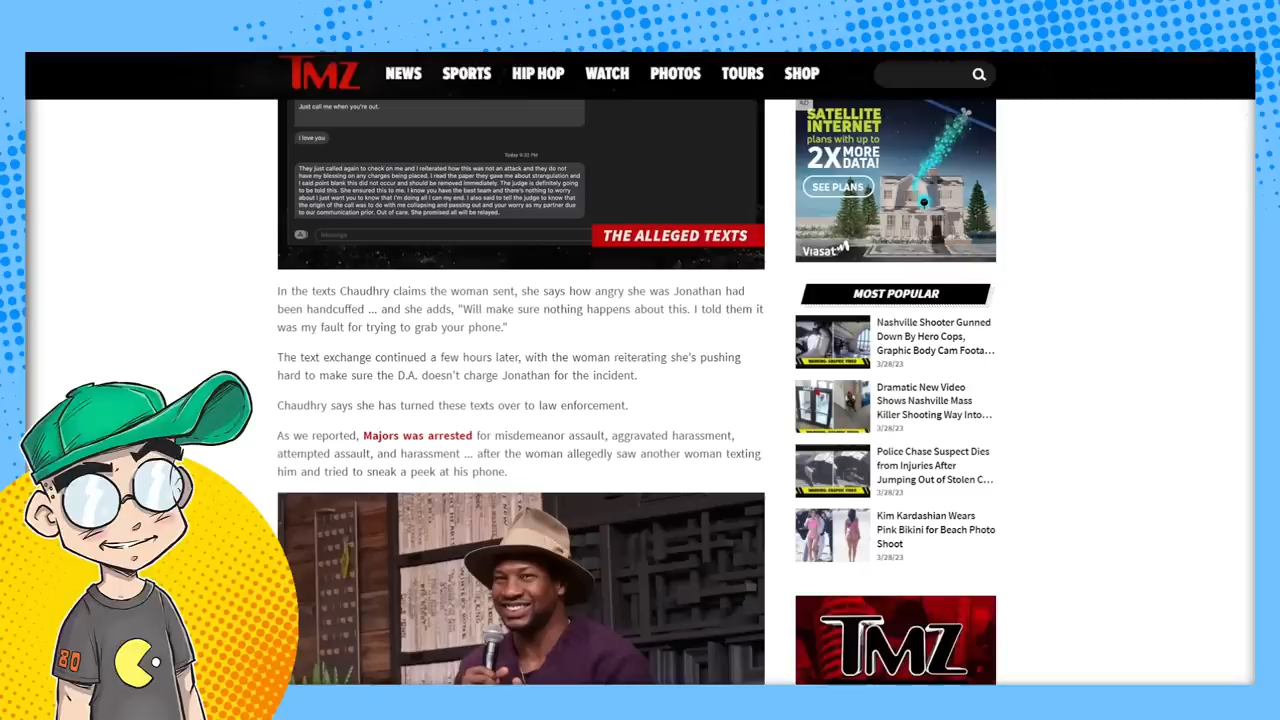 TMZ
NEWS SPORTS HIP HOP WATCH PHOTOS TOURS SHOP
Just call me when you're out.
I love you
Today 9:33 PM
They just called again to check on me and I reiterated how this was not an attack and they do not
have my blessing on any charges being placed. I read the paper they gave me about strangulation and
I said point blank this did not occur and should be removed immediately. The judge is definitely going
to be told this. She ensured this to me. I know you have the best team and there's nothing to worry
about I just want you to know that I'm doing all I can my end. I also said to tell the judge to know that
the origin of the call was to do with me collapsing and passing out and your worry as my partner due
to our communication prior. Out of care. She promised all will be relayed.
iMessage
THE ALLEGED TEXTS
In the texts Chaudhry claims the woman sent, she says how angry she was Jonathan had
been handcuffed ... and she adds, "Will make sure nothing happens about this. I told them it
was my fault for trying to grab your phone."
The text exchange continued a few hours later, with the woman reiterating she's pushing
hard to make sure the D.A. doesn't charge Jonathan for the incident.
Chaudhry says she has turned these texts over to law enforcement.
As we reported, Majors was arrested for misdemeanor assault, aggravated harassment,
attempted assault, and harassment ... after the woman allegedly saw another woman texting
him and tried to sneak a peek at his phone.
AD
SATELLITE
INTERNET
plans with up to
2X MORE
DATA!
SEE PLANS
Viasat
MOST POPULAR
Nashville Shooter Gunned
Down By Hero Cops,
Graphic Body Cam Foota...
3/28/23
Dramatic New Video
Shows Nashville Mass
Killer Shooting Way Into...
3/28/23
Police Chase Suspect Dies
from Injuries After
Jumping Out of Stolen C...
3/28/23
Kim Kardashian Wears
Pink Bikini for Beach Photo
Shoot
3/28/23
TMZ
80